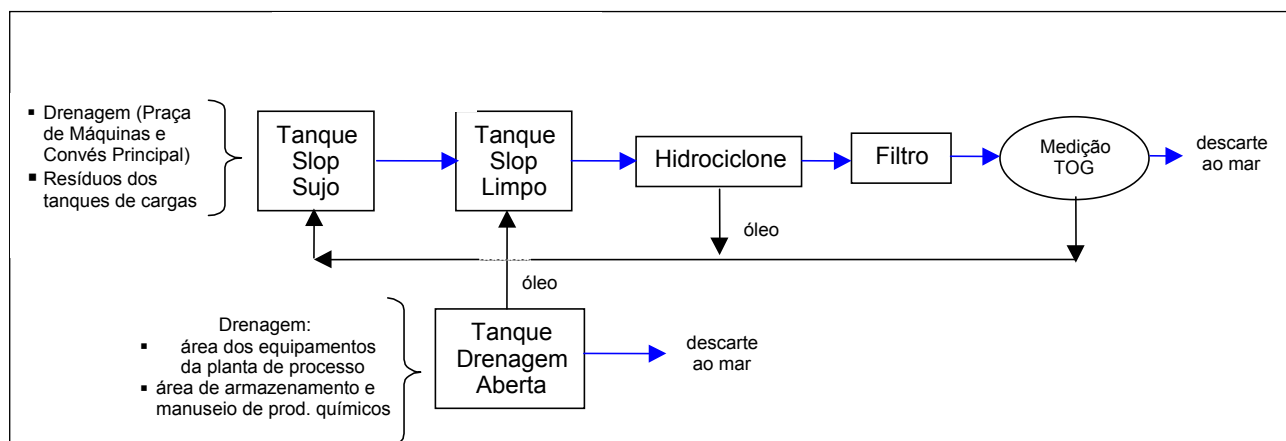 ▪ Drenagem (Praça
de Máquinas e
Convés Principal)
▪ Resíduos dos
tanques de cargas
Tanque
Slop
Sujo
Tanque
Slop
Limpo
Hidrociclone
Filtro
Medição
TOG
descarte
ao mar
óleo
óleo
Drenagem:
▪ área dos equipamentos
da planta de processo
▪ área de armazenamento e
manuseio de prod. químicos
Tanque
Drenagem
Aberta
descarte
ao mar